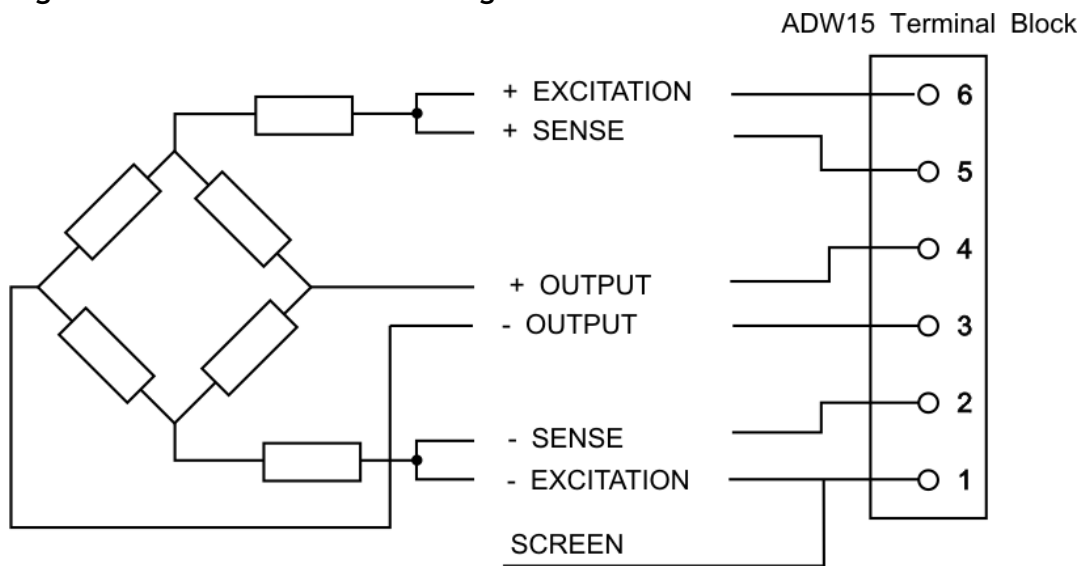 ADW15 Terminal Block
+ EXCITATION 6
+ SENSE 5
4
+ OUTPUT
- OUTPUT 3
2
- SENSE
- EXCITATION 1
SCREEN